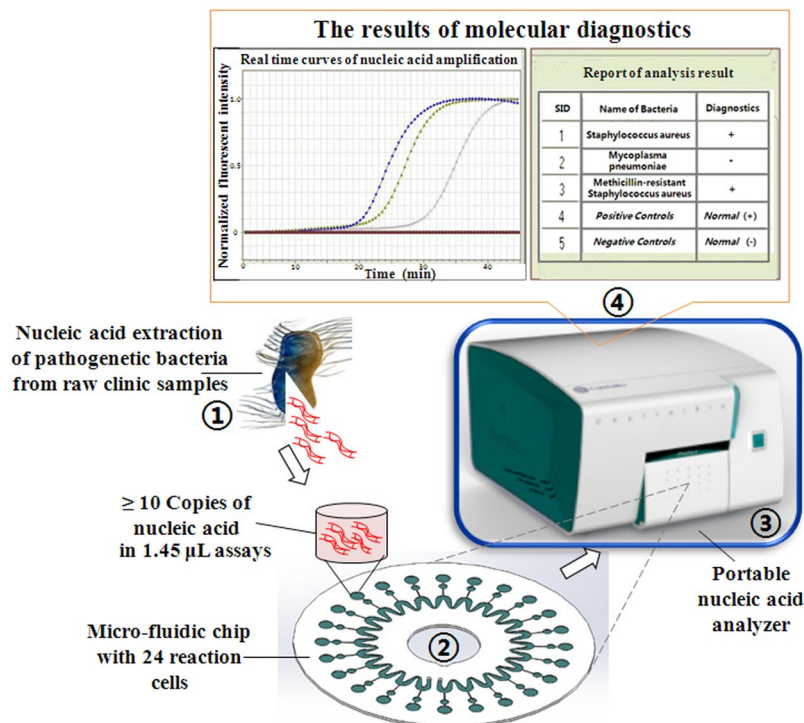 The results of molecular diagnostics
Real time curves of nucleic acid amplification
Normalized fluorescent intensity
1.0
0.5
0
0
10
20
30
40
Time (min)
Report of analysis result
SID Name of Bacteria Diagnostics
1 Staphylococcus aureus +
2 Mycoplasma
pneumoniae -
3 Methicillin-resistant
Staphylococcus aureus +
4 Positive Controls Normal (+)
5 Negative Controls Normal (-)
④
Nucleic acid extraction
of pathogenetic bacteria
from raw clinic samples
①
≥ 10 Copies of
nucleic acid
in 1.45 μL assays
③
Portable
nucleic acid
analyzer
Micro-fluidic chip
with 24 reaction
cells
②